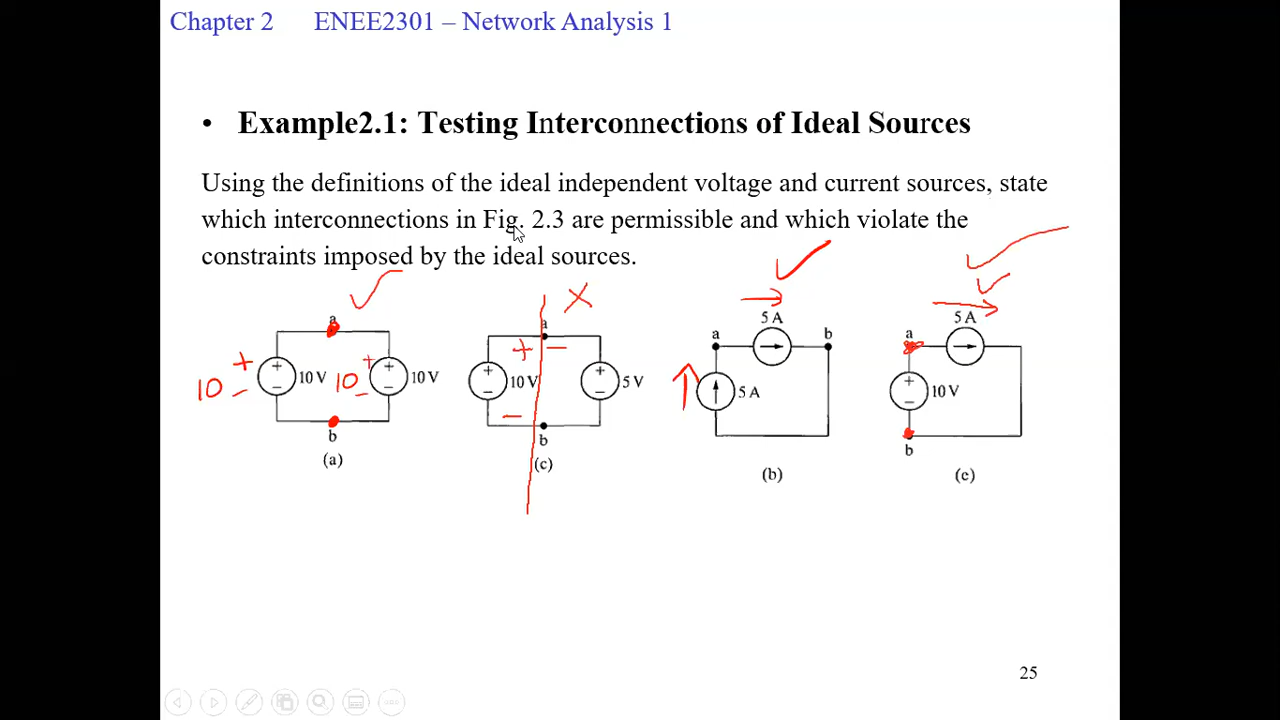 Chapter 2 ENEE2301 – Network Analysis 1
• Example2.1: Testing Interconnections of Ideal Sources
Using the definitions of the ideal independent voltage and current sources, state
which interconnections in Fig. 2.3 are permissible and which violate the
constraints imposed by the ideal sources.
a
10 + −
+ − 10 V
10 + −
+ − 10 V
b
(a)
a
+ −
+ − 10 V
−
+ − 5 V
b
(c)
5 A
a b
5 A
(b)
5 A
a
+ − 10 V
b
(e)
25